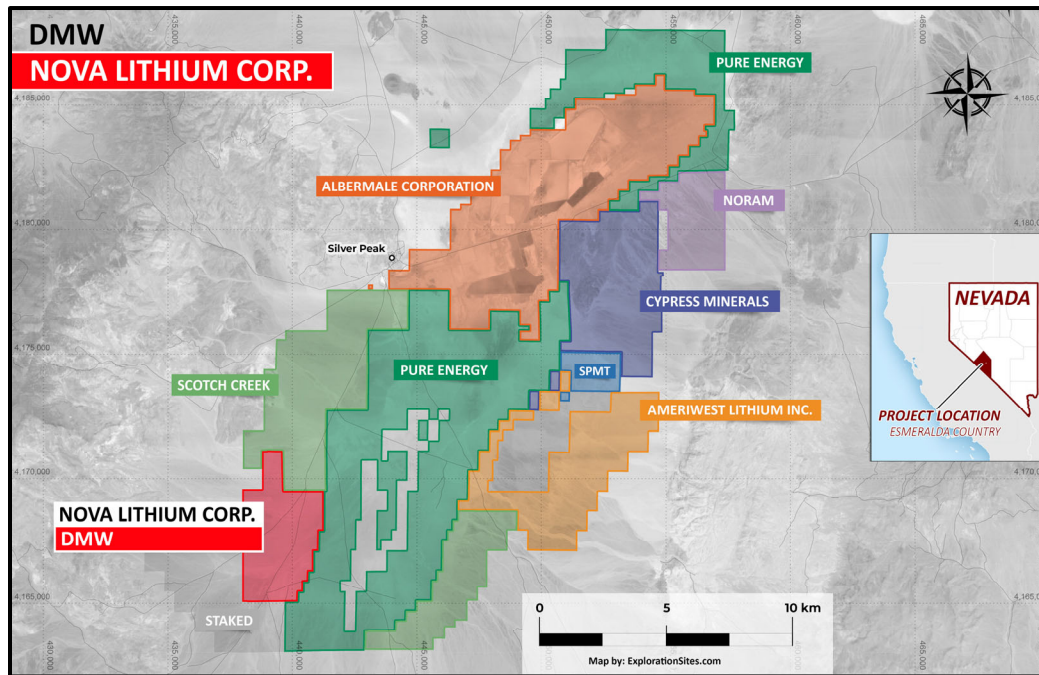 DMW
NOVA LITHIUM CORP.
435,000
440,000
445,000
450,000
455,000
460,000
465,000
PURE ENERGY
4,185,000
4,185,000
ALBERMALE CORPORATION
NORAM
4,180,000
Silver Peak
CYPRESS MINERALS
NEVADA
4,175,000
PURE ENERGY
SPMT
SCOTCH CREEK
AMERIWEST LITHIUM INC.
PROJECT LOCATION
ESMERALDA COUNTRY
4,170,000
4,170,000
NOVA LITHIUM CORP.
DMW
4,165,000
4,165,000
STAKED
0 5 10 km
Map by: ExplorationSites.com
430,000
435,000
440,000
445,000
450,000
465,000